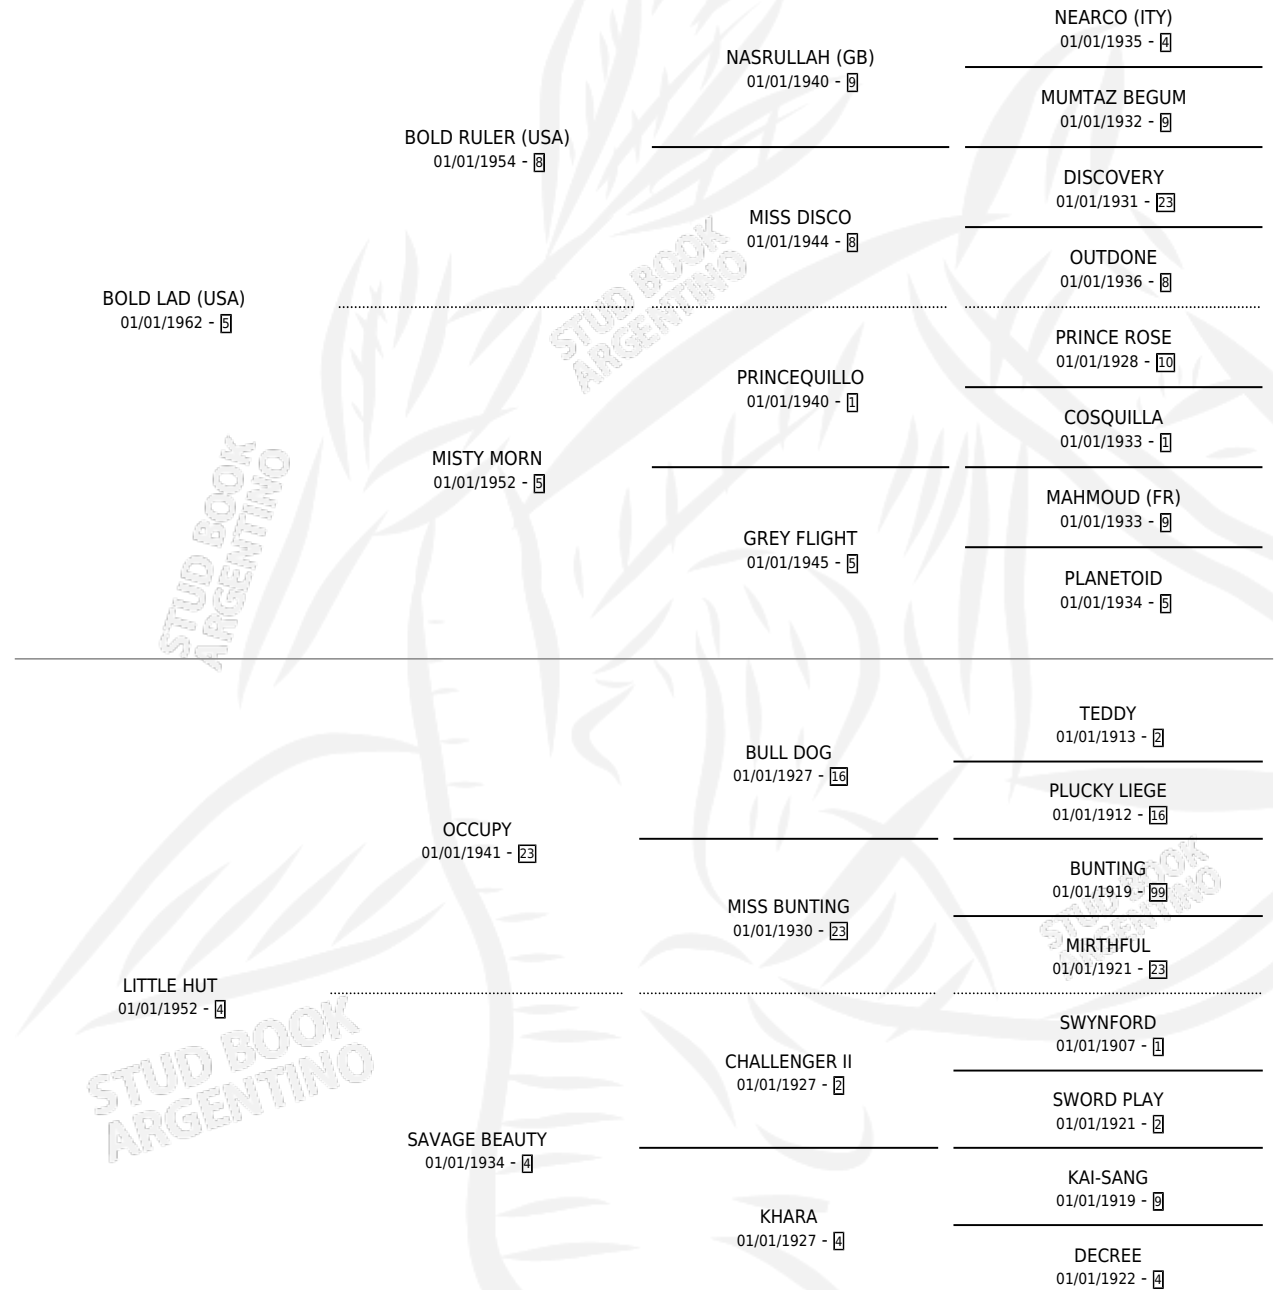 NEARCO (ITY)
01/01/1935 - 4
NASRULLAH (GB)
01/01/1940 - 9
MUMTAZ BEGUM
01/01/1932 - 9
BOLD RULER (USA)
01/01/1954 - 8
DISCOVERY
01/01/1931 - 23
MISS DISCO
01/01/1944 - 8
OUTDONE
01/01/1936 - 8
BOLD LAD (USA)
01/01/1962 - 5
STUD BOOK
ARGENTINO
PRINCE ROSE
01/01/1928 - 10
PRINCEQUILLO
01/01/1940 - 1
COSQUILLA
01/01/1933 - 1
MISTY MORN
01/01/1952 - 5
MAHMOUD (FR)
01/01/1933 - 9
GREY FLIGHT
01/01/1945 - 5
PLANETOID
01/01/1934 - 5
STUD BOOK
ARGENTINO
TEDDY
01/01/1913 - 2
BULL DOG
01/01/1927 - 16
PLUCKY LIEGE
01/01/1912 - 16
OCCUPY
01/01/1941 - 23
BUNTING
01/01/1919 - 99
MISS BUNTING
01/01/1930 - 23
MIRTHFUL
01/01/1921 - 23
STUD BOOK
ARGENTINO
LITTLE HUT
01/01/1952 - 4
STUD BOOK
ARGENTINO
SWYNFORD
01/01/1907 - 1
CHALLENGER II
01/01/1927 - 2
SWORD PLAY
01/01/1921 - 2
SAVAGE BEAUTY
01/01/1934 - 4
KAI-SANG
01/01/1919 - 9
KHARA
01/01/1927 - 4
DECREE
01/01/1922 - 4